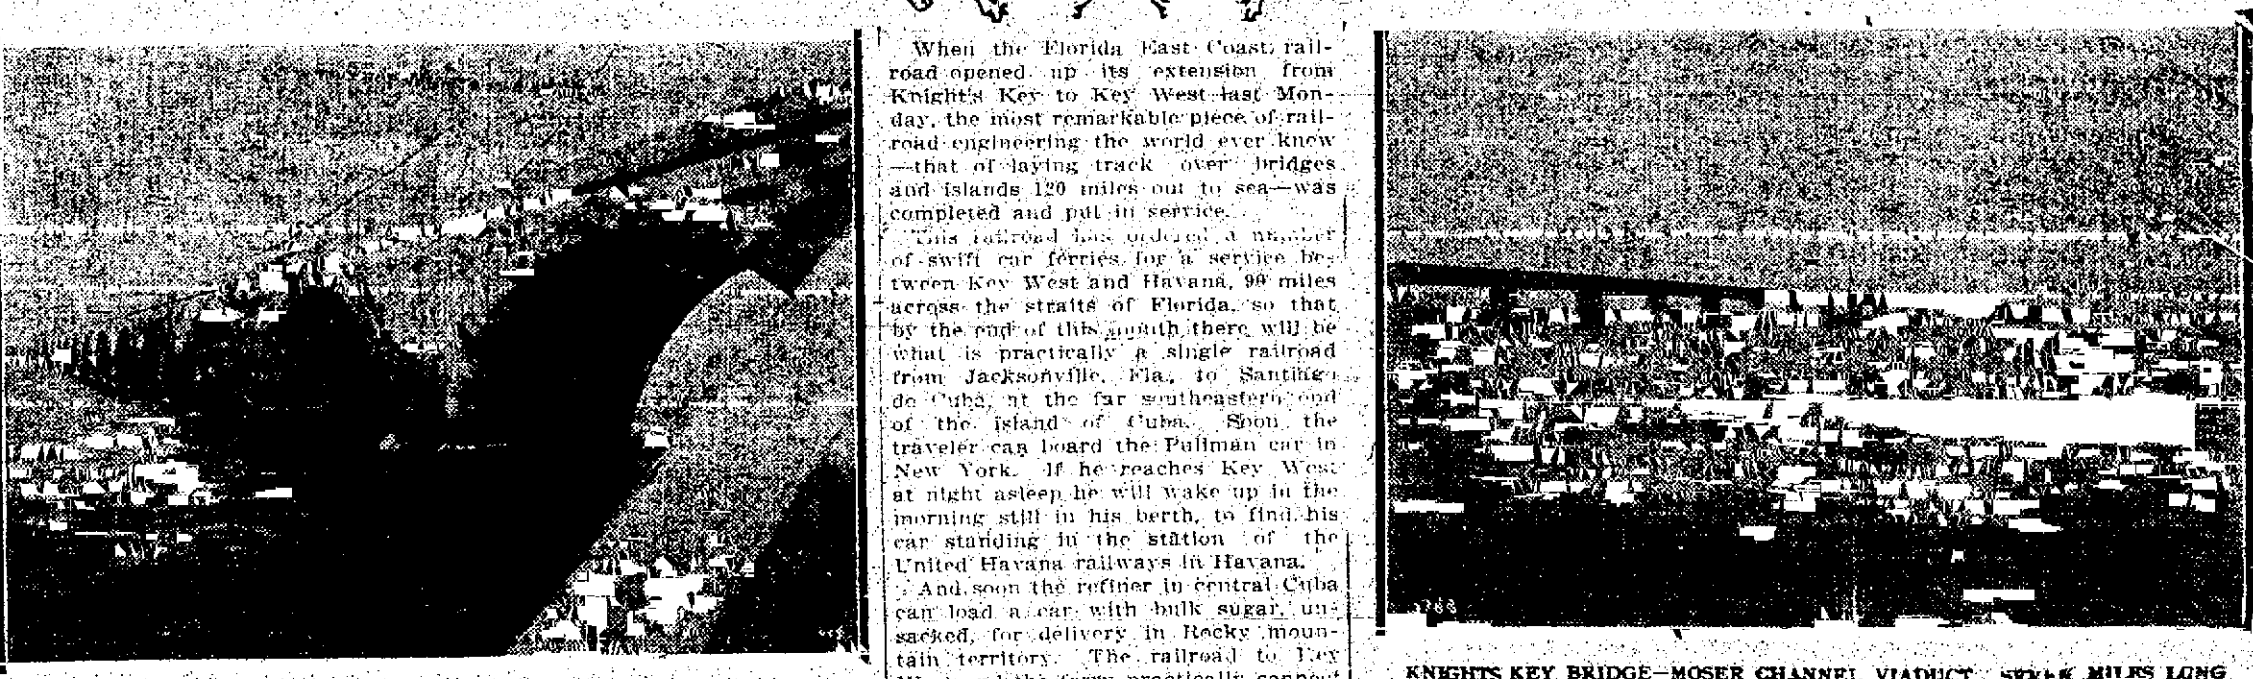 When the Florida East Coast rail-
road opened up its extension from
Knight's Key to Key West last Mon-
day, the most remarkable piece of rail-
road engineering the world ever knew
—that of laying track over bridges
and islands 120 miles out to sea—was
completed and put in service.
This railroad has ordered a number
of swift car ferries for a service be-
tween Key West and Havana, 90 miles
across the straits of Florida, so that
by the end of this month there will be
what is practically a single railroad
from Jacksonville, Fla., to Santiago
de Cuba, at the far southeastern end
of the island of Cuba. Soon the
traveler can board the Pullman car in
New York. If he reaches Key West
at night asleep he will wake up in the
morning still in his berth, to find his
car standing in the station of the
United Havana railways in Havana.
And soon the refiner in central Cuba
can load a car with bulk sugar, un-
sacked, for delivery in Rocky moun-
tain territory. The railroad to Key
the ferry practically connect
KNIGHTS KEY BRIDGE—MOSER CHANNEL VIADUCT, SEVEN MILES LONG